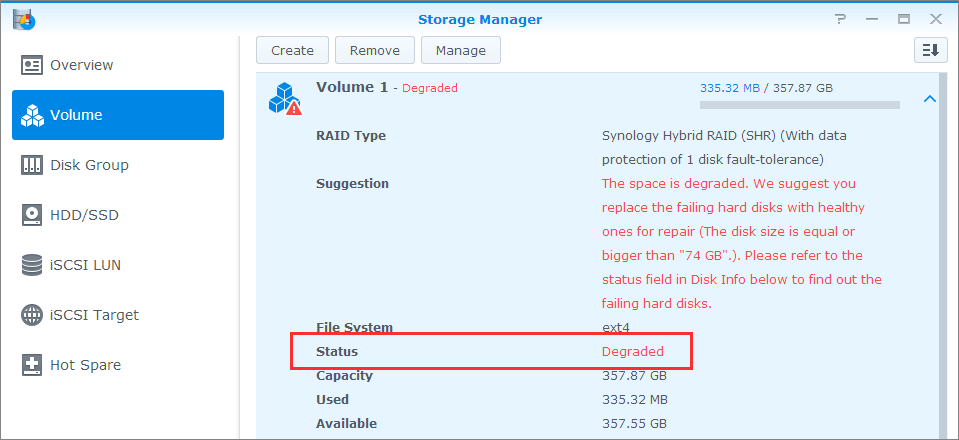 Storage Manager
?
Overview
Volume
Disk Group
HDD/SSD
iSCSI LUN
iSCSI Target
Hot Spare
Create Remove Manage
Volume 1 - Degraded 335.32 MB / 357.87 GB
RAID Type Synology Hybrid RAID (SHR) (With data
protection of 1 disk fault-tolerance)
Suggestion The space is degraded. We suggest you
replace the failing hard disks with healthy
ones for repair (The disk size is equal or
bigger than "74 GB".). Please refer to the
status field in Disk Info below to find out the
failing hard disks.
File System ext4
Status Degraded
Capacity 357.87 GB
Used 335.32 MB
Available 357.55 GB